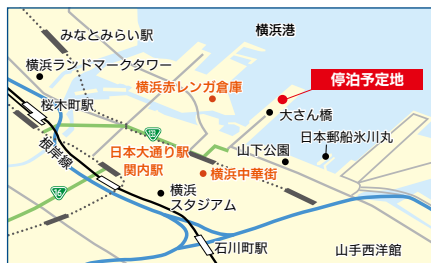 みなとみらい駅
横浜港
横浜ランドマークタワー
停泊予定地
横浜赤レンガ倉庫
桜木町駅
大さん橋
日本郵船氷川丸
根岸線
日本大通り駅
関内駅
山下公園
横浜中華街
16
横浜
スタジアム
石川町駅
山手西洋館